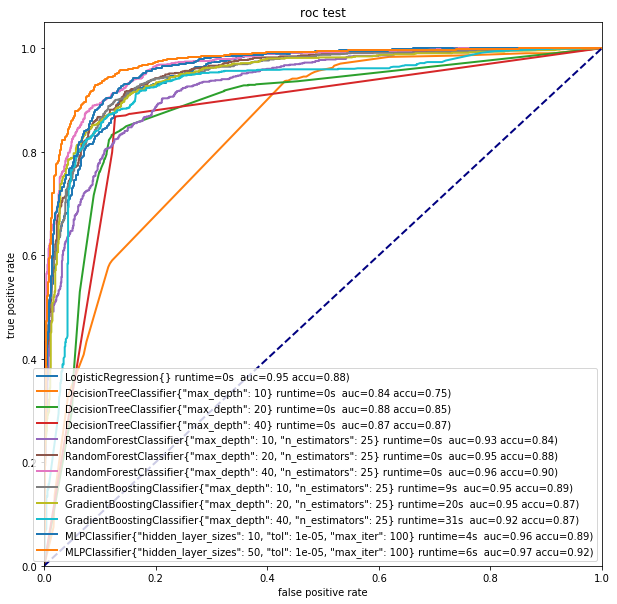 roc test
1.0
0.8
0.6
0.4
0.2
0.0
true positive rate
LogisticRegression{} runtime=0s  auc=0.95 accu=0.88)
DecisionTreeClassifier{"max_depth": 10} runtime=0s  auc=0.84 accu=0.75)
DecisionTreeClassifier{"max_depth": 20} runtime=0s  auc=0.88 accu=0.85)
DecisionTreeClassifier{"max_depth": 40} runtime=0s  auc=0.87 accu=0.87)
RandomForestClassifier{"max_depth": 10, "n_estimators": 25} runtime=0s  auc=0.93 accu=0.84)
RandomForestClassifier{"max_depth": 20, "n_estimators": 25} runtime=0s  auc=0.95 accu=0.88)
RandomForestClassifier{"max_depth": 40, "n_estimators": 25} runtime=0s  auc=0.96 accu=0.90)
GradientBoostingClassifier{"max_depth": 10, "n_estimators": 25} runtime=9s  auc=0.95 accu=0.89)
GradientBoostingClassifier{"max_depth": 20, "n_estimators": 25} runtime=20s  auc=0.95 accu=0.87)
GradientBoostingClassifier{"max_depth": 40, "n_estimators": 25} runtime=31s  auc=0.92 accu=0.87)
MLPClassifier{"hidden_layer_sizes": 10, "tol": 1e-05, "max_iter": 100} runtime=4s  auc=0.96 accu=0.89)
MLPClassifier{"hidden_layer_sizes": 50, "tol": 1e-05, "max_iter": 100} runtime=6s  auc=0.97 accu=0.92)
0.0 0.2 0.4 0.6 0.8 1.0
false positive rate